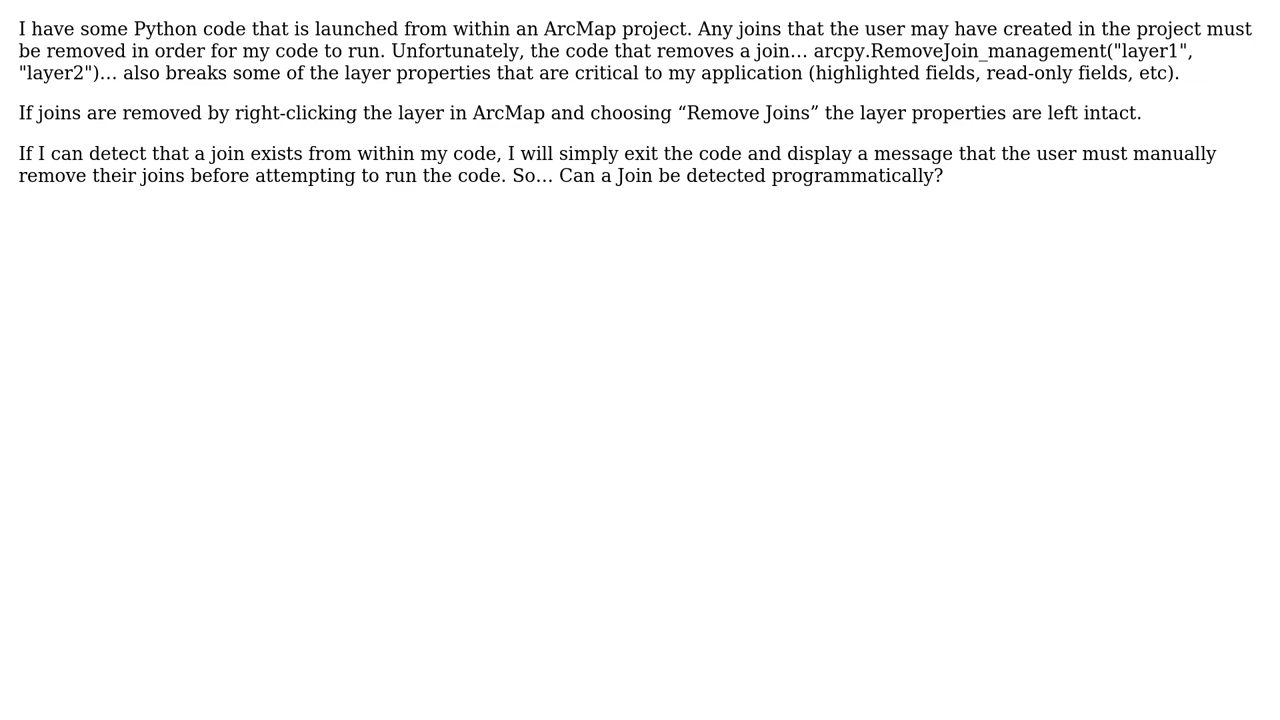 I have some Python code that is launched from within an ArcMap project. Any joins that the user may have created in the project must
be removed in order for my code to run. Unfortunately, the code that removes a join… arcpy.RemoveJoin_management("layer1",
"layer2")… also breaks some of the layer properties that are critical to my application (highlighted fields, read-only fields, etc).
If joins are removed by right-clicking the layer in ArcMap and choosing “Remove Joins” the layer properties are left intact.
If I can detect that a join exists from within my code, I will simply exit the code and display a message that the user must manually
remove their joins before attempting to run the code. So… Can a Join be detected programmatically?